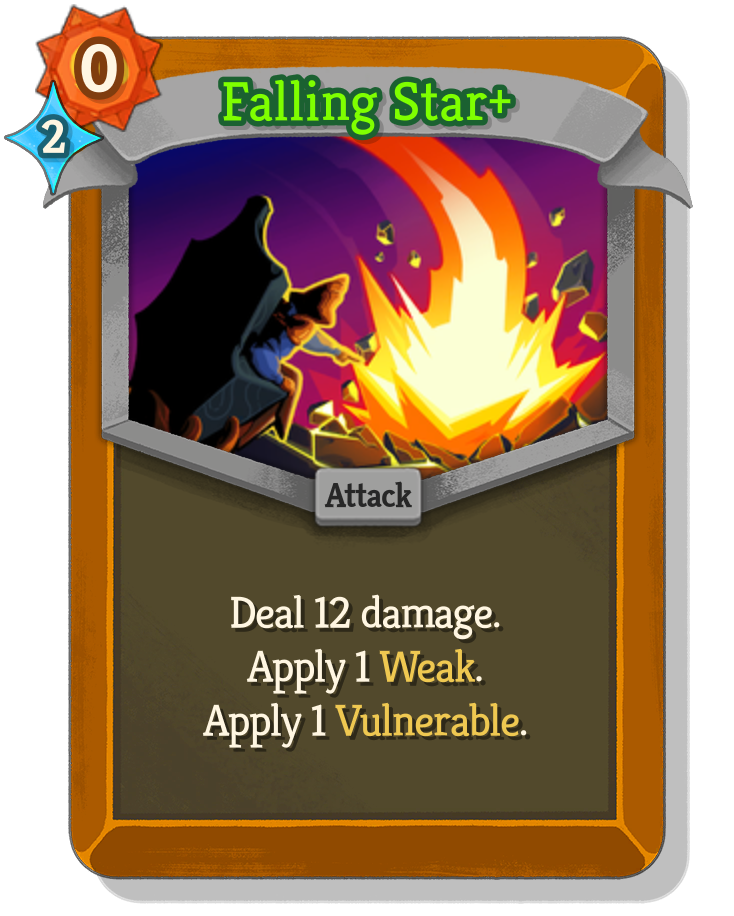 0
Falling Star+
2
Attack
Deal 12 damage.
Apply 1 Weak.
Apply 1 Vulnerable.